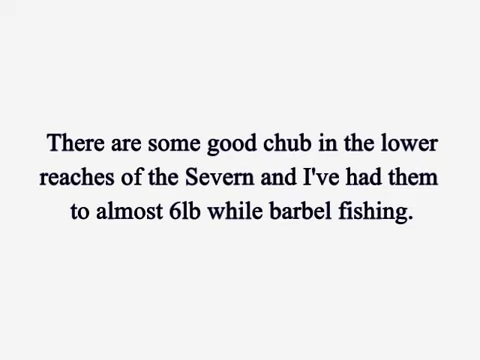 There are some good chub in the lower
reaches of the Severn and I've had them
to almost 6lb while barbel fishing.